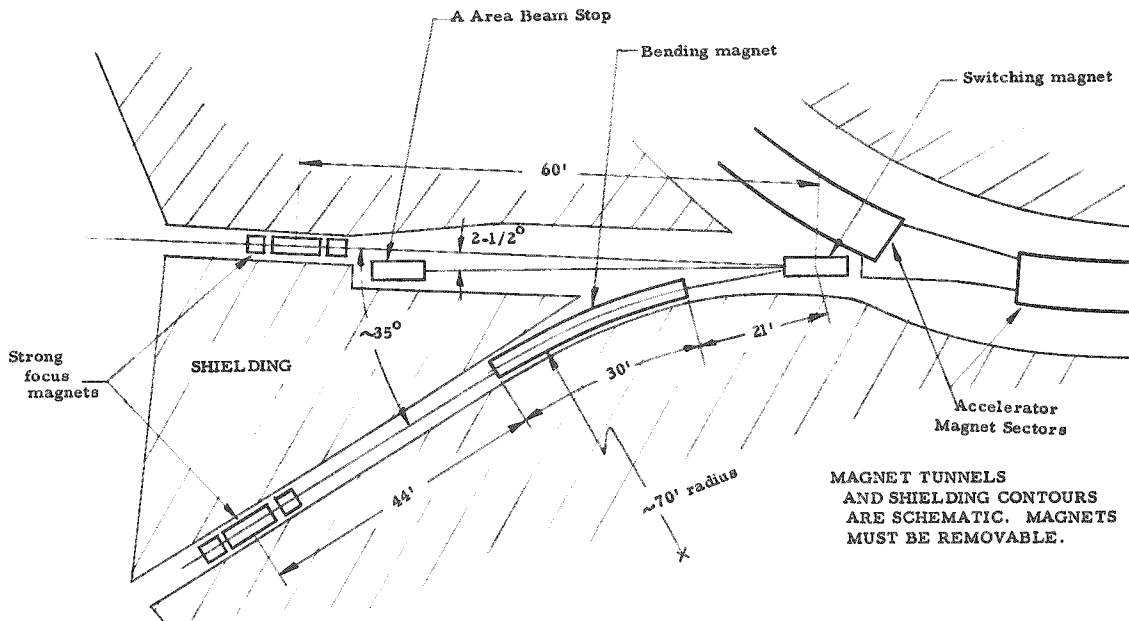 A Area Beam Stop
Bending magnet
Switching magnet
60'
2-1/2°
~35°
21'
30'
Strong
focus
magnets
SHIELDING
Accelerator
Magnet Sectors
44'
~70' radius
MAGNET TUNNELS
AND SHIELDING CONTOURS
ARE SCHEMATIC. MAGNETS
MUST BE REMOVABLE.